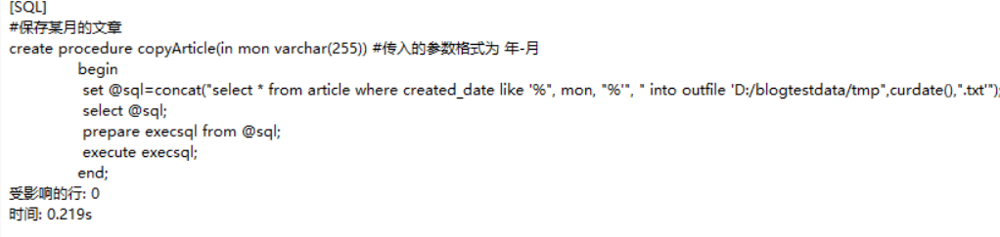 [SQL]
#保存某月的文章
create procedure copyArticle(in mon varchar(255)) #传入的参数格式为 年-月
begin
set @sql=concat("select * from article where created_date like '%", mon, "%'", " into outfile 'D:/blogtestdata/tmp",curdate(),".txt'");
select @sql;
prepare execsql from @sql;
execute execsql;
end;
受影响的行: 0
时间: 0.219s